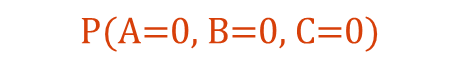 P(A=0, B=0, C=0)